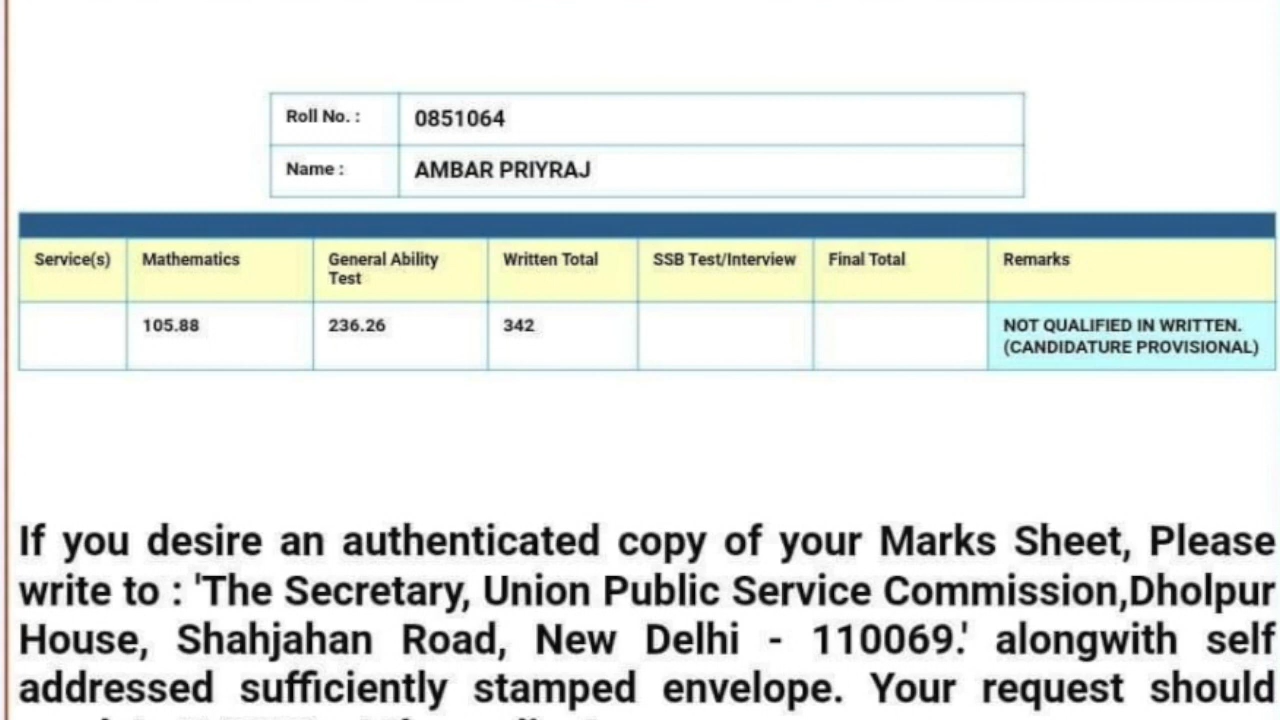 Roll No. : 0851064
Name : AMBAR PRIYRAJ
Service(s) Mathematics General Ability Test Written Total SSB Test/Interview Final Total Remarks
105.88 236.26 342 NOT QUALIFIED IN WRITTEN.
(CANDIDATURE PROVISIONAL)
If you desire an authenticated copy of your Marks Sheet, Please
write to : 'The Secretary, Union Public Service Commission,Dholpur
House, Shahjahan Road, New Delhi - 110069.' alongwith self
addressed sufficiently stamped envelope. Your request should